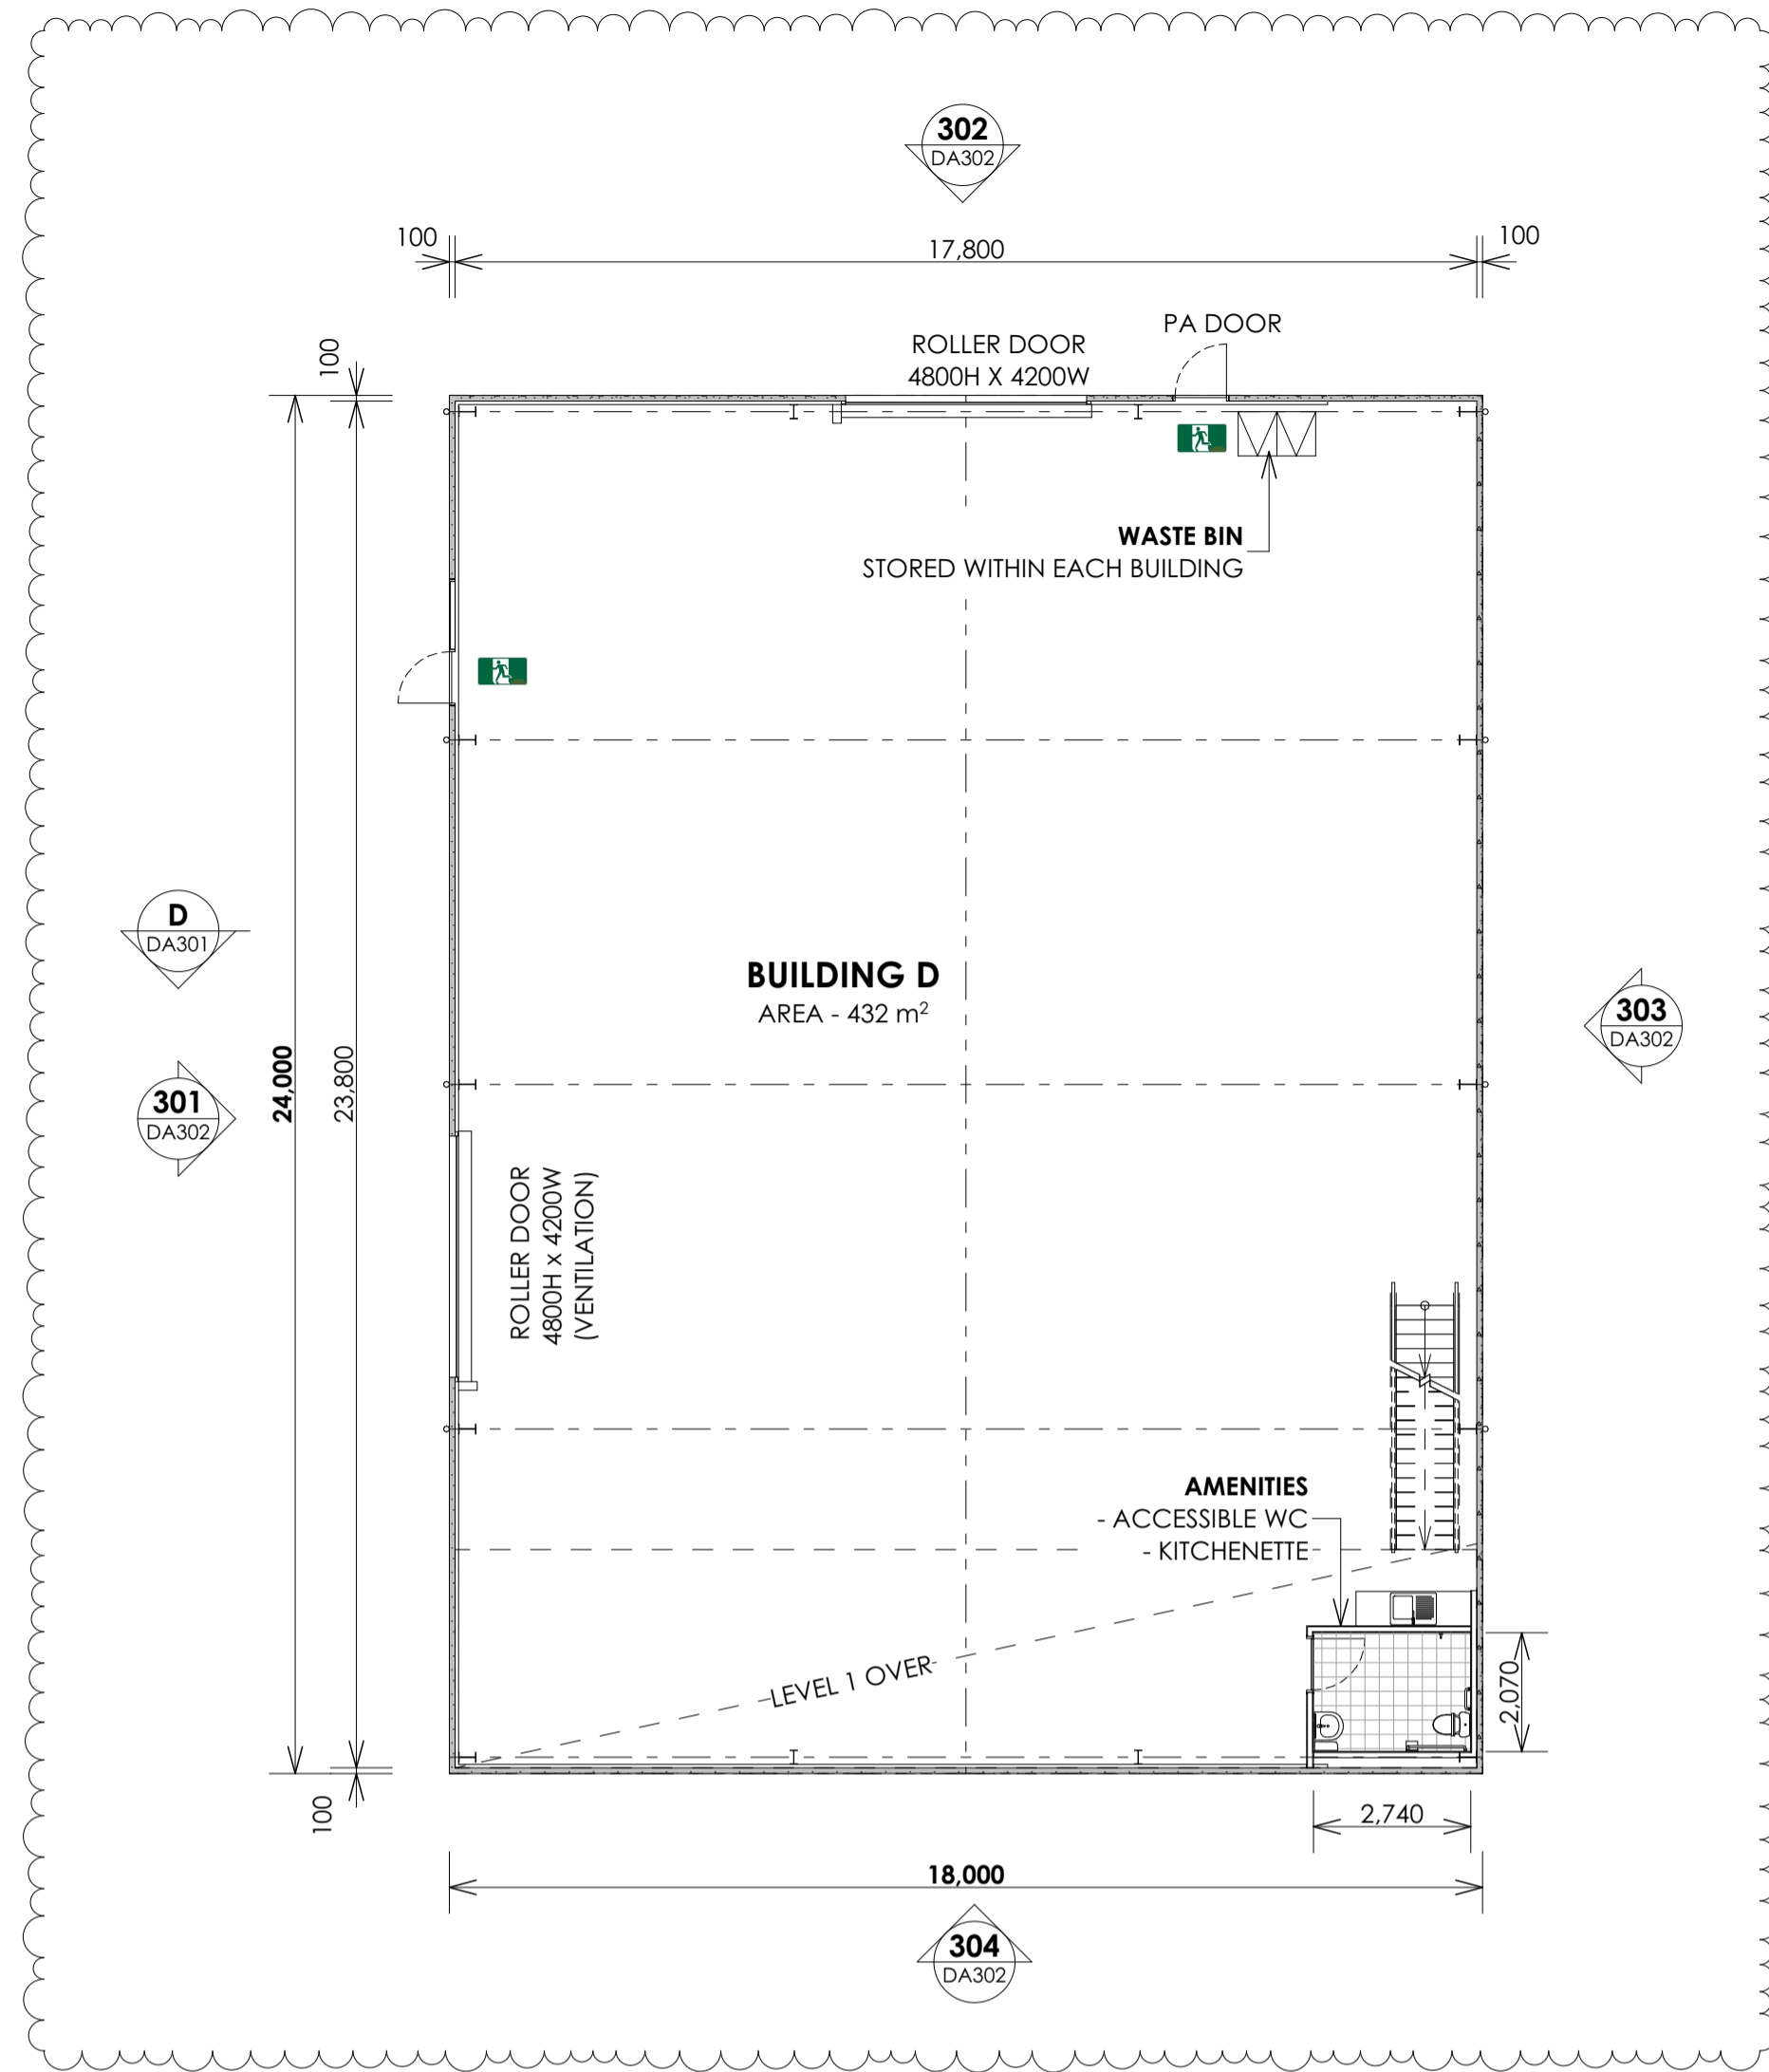 302
DA302
100
17,800
100
PA DOOR
ROLLER DOOR
4800H X 4200W
100
WASTE BIN
STORED WITHIN EACH BUILDING
D
DA301
BUILDING D
AREA - 432 m²
303
DA302
24,000
23,800
301
DA302
ROLLER DOOR
4800H x 4200W
(VENTILATION)
AMENITIES
- ACCESSIBLE WC
- KITCHENETTE
LEVEL 1 OVER
2,070
100
2,740
18,000
304
DA302